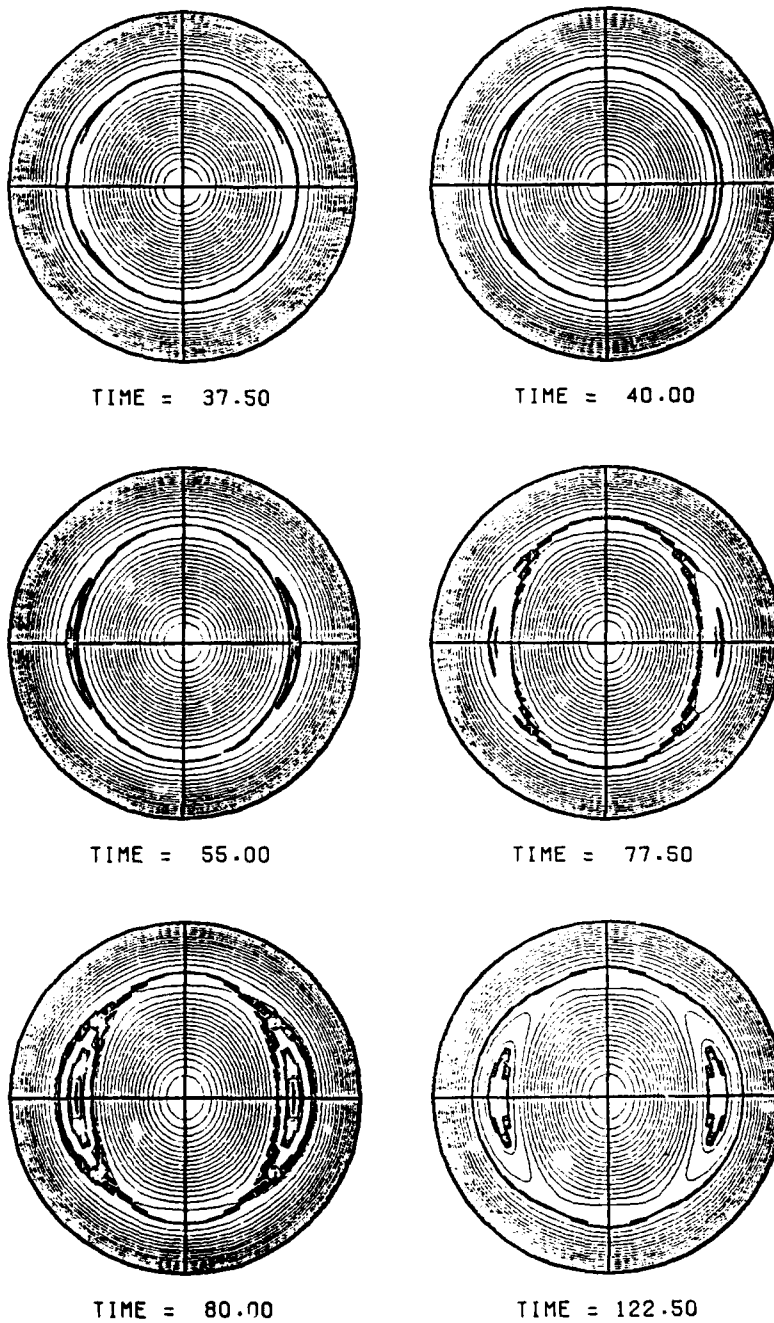 TIME = 37.50
TIME = 40.00
TIME = 55.00
TIME = 77.50
TIME = 80.00
TIME = 122.50